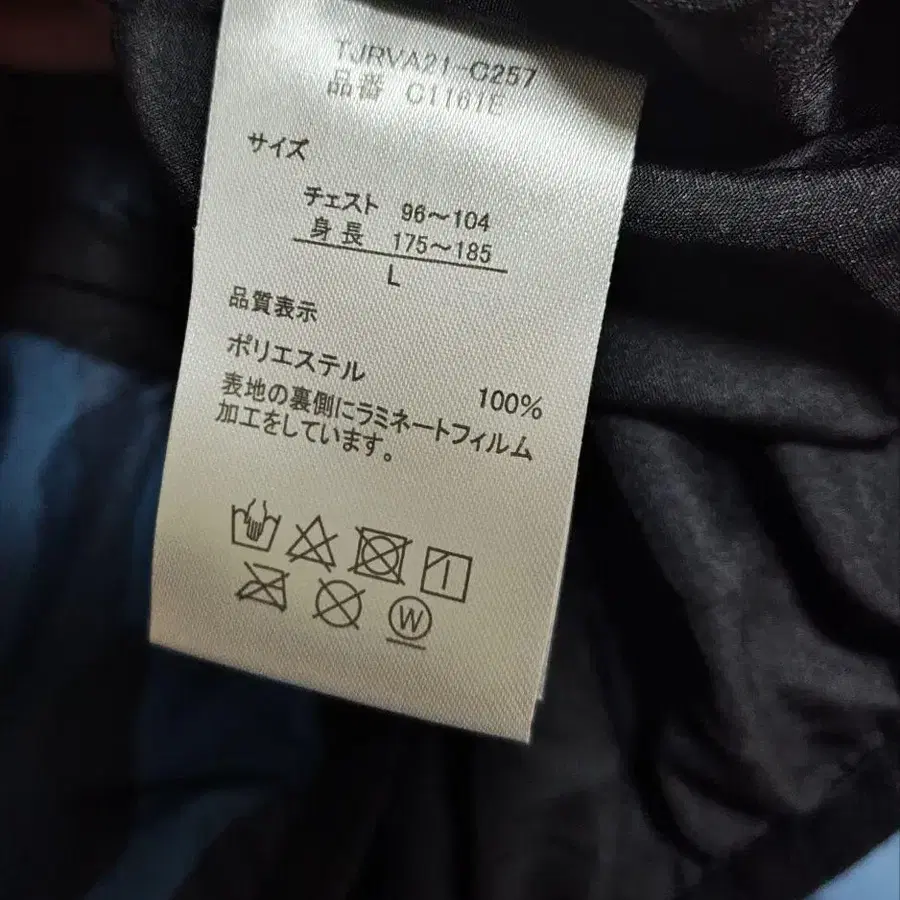 TJRVA21-C257
品番 C1161E
サイズ
チェスト 96～104
身長 175～185
L
品質表示
ポリエステル
100%
表地の裏側にラミネートフィルム
加工をしています。
W